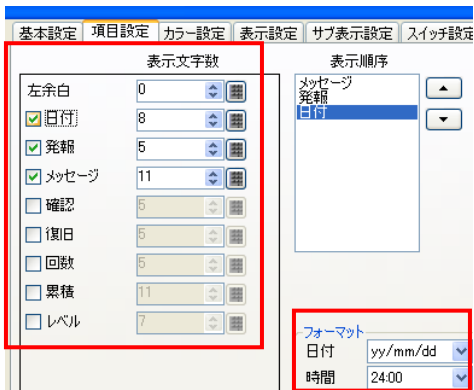 基本設定 項目設定 カラー設定 表示設定 サブ表示設定 スイッチ設定
表示文字数
左余白 0
日付 8
発報 5
メッセージ 11
確認 5
復旧 5
回数 5
累積 11
レベル 7
表示順序
メッセージ
発報
日付
フォーマット
日付 yy/mm/dd
時間 24:00